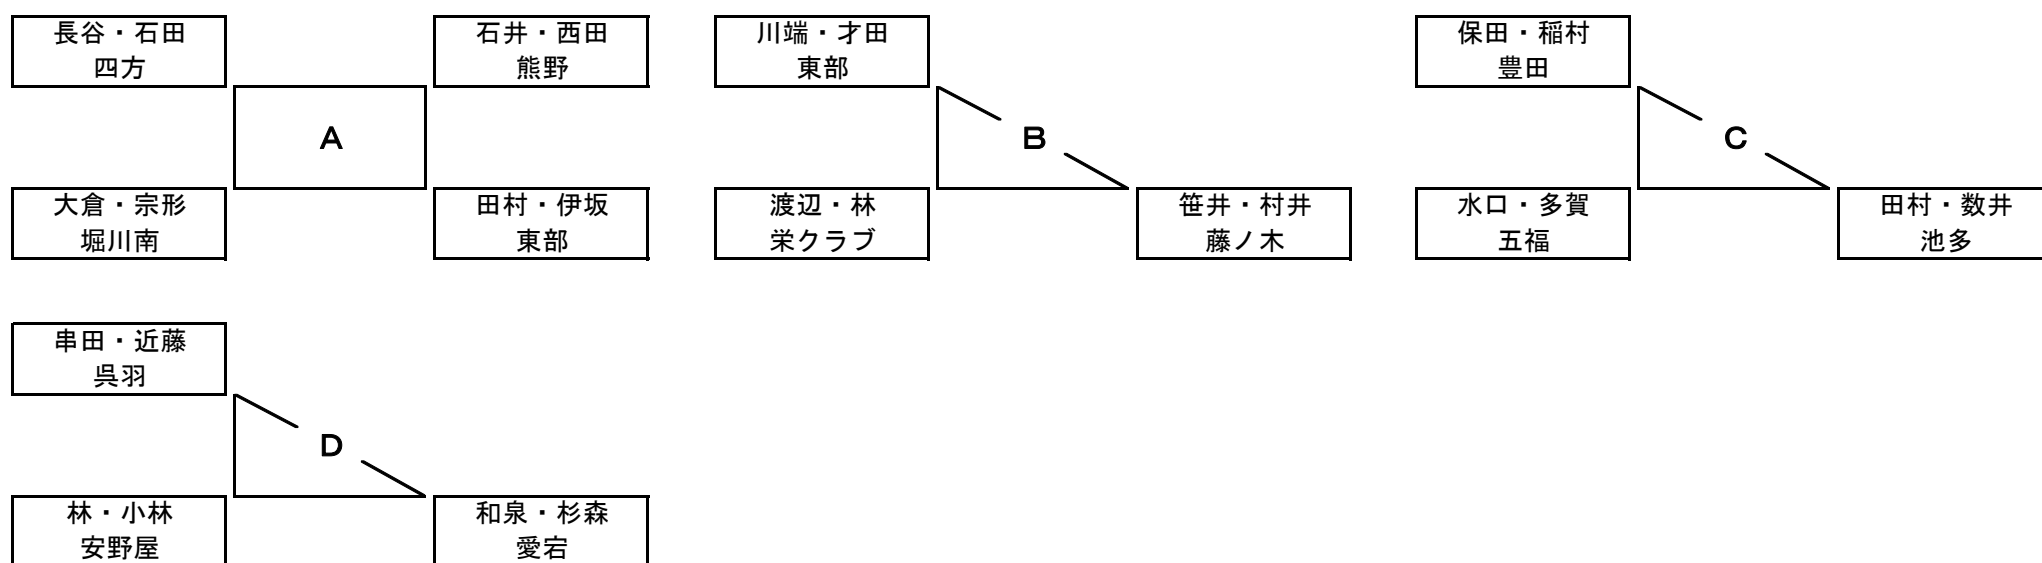 長谷・石田
四方
石井・西田
熊野
A
大倉・宗形
堀川南
田村・伊坂
東部
川端・才田
東部
B
渡辺・林
栄クラブ
笹井・村井
藤ノ木
保田・稲村
豊田
C
水口・多賀
五福
田村・数井
池多
串田・近藤
呉羽
D
林・小林
安野屋
和泉・杉森
愛宕